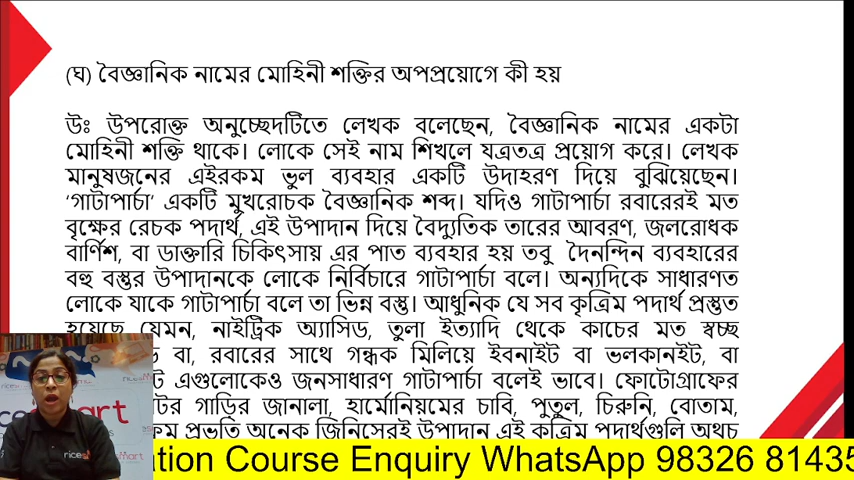 (ঘ) বৈজ্ঞানিক নামের মোহিনী শক্তির অপপ্রয়োগে কী হয়
উঃ উপরোক্ত অনুচ্ছেদটিতে লেখক বলেছেন, বৈজ্ঞানিক নামের একটা
মোহিনী শক্তি থাকে। লোকে সেই নাম শিখলে যত্রতত্র প্রয়োগ করে। লেখক
মানুষজনের এইরকম ভুল ব্যবহার একটি উদাহরণ দিয়ে বুঝিয়েছেন।
‘গাটাপার্চা’ একটি মুখরোচক বৈজ্ঞানিক শব্দ। যদিও গাটাপার্চা রবারেরই মত
বৃক্ষের রেচক পদার্থ, এই উপাদান দিয়ে বৈদ্যুতিক তারের আবরণ, জলরোধক
বার্ণিশ, বা ডাক্তারি চিকিৎসায় এর পাত ব্যবহার হয় তবু দৈনন্দিন ব্যবহারের
বহু বস্তুর উপাদানকে লোকে নির্বিচারে গাটাপার্চা বলে। অন্যদিকে সাধারণত
লোকে যাকে গাটাপার্চা বলে তা ভিন্ন বস্তু। আধুনিক যে সব কৃত্রিম পদার্থ প্রস্তুত
হয়েছে যেমন, নাইট্রিক অ্যাসিড, তুলা ইত্যাদি থেকে কাচের মত স্বচ্ছ
বা, রবারের সাথে গন্ধক মিলিয়ে ইবনাইট বা ভলকানইট, বা
এগুলোকেও জনসাধারণ গাটাপার্চা বলেই ভাবে। ফোটোগ্রাফের
গাড়ির জানালা, হার্মোনিয়মের চাবি, পুতুল, চিরুনি, বোতাম,
প্রভৃতি অনেক জিনিসেরই উপাদান এই কৃত্রিম পদার্থগুলি অথচ
Course Enquiry WhatsApp 98326 81435